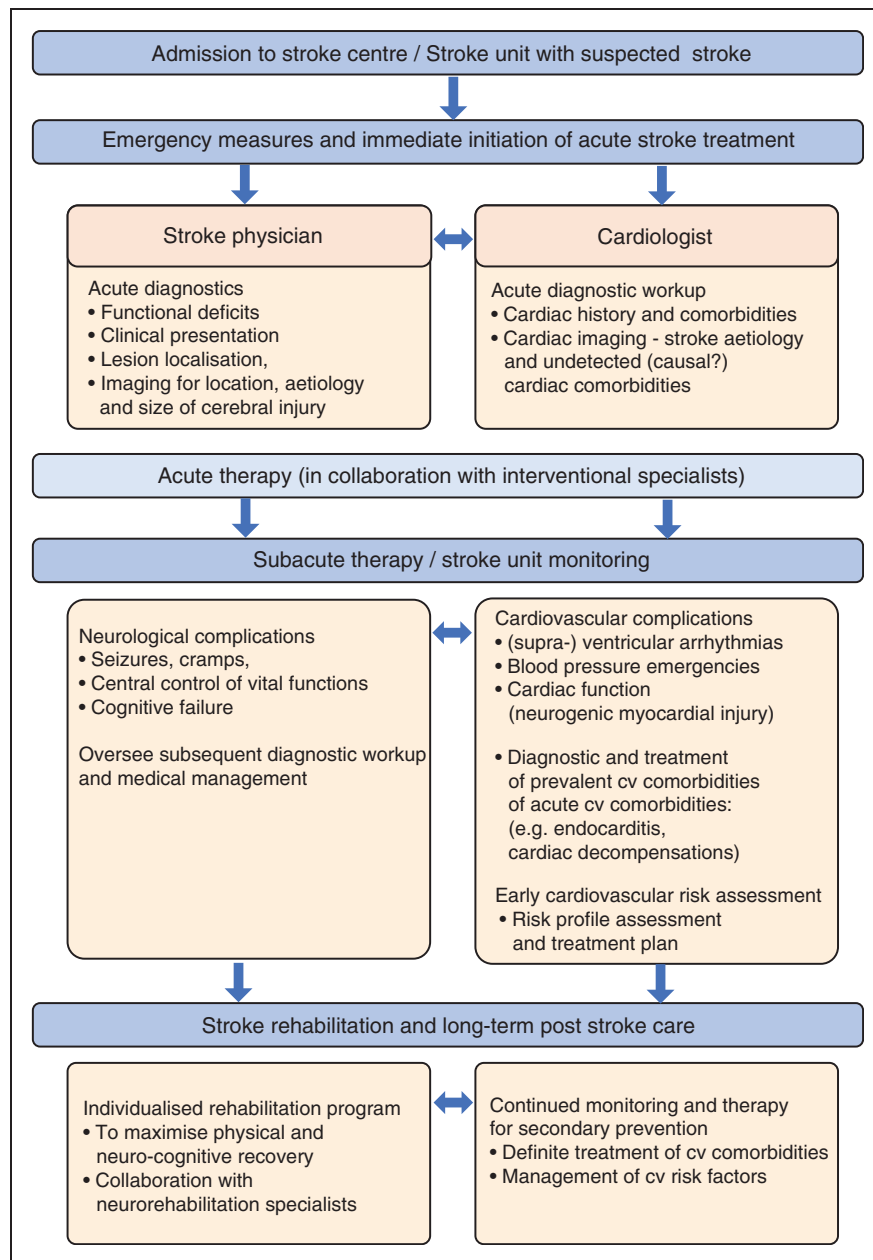 Admission to stroke centre / Stroke unit with suspected stroke
Emergency measures and immediate initiation of acute stroke treatment
Stroke physician
Acute diagnostics
• Functional deficits
• Clinical presentation
• Lesion localisation,
• Imaging for location, aetiology
and size of cerebral injury
Cardiologist
Acute diagnostic workup
• Cardiac history and comorbidities
• Cardiac imaging - stroke aetiology
and undetected (causal?)
cardiac comorbidities
Acute therapy (in collaboration with interventional specialists)
Subacute therapy / stroke unit monitoring
Neurological complications
• Seizures, cramps,
• Central control of vital functions
• Cognitive failure
Oversee subsequent diagnostic workup
and medical management
Cardiovascular complications
• (supra-) ventricular arrhythmias
• Blood pressure emergencies
• Cardiac function
(neurogenic myocardial injury)
• Diagnostic and treatment
of prevalent cv comorbidities
of acute cv comorbidities:
(e.g. endocarditis,
cardiac decompensations)
Early cardiovascular risk assessment
• Risk profile assessment
and treatment plan
Stroke rehabilitation and long-term post stroke care
Individualised rehabilitation program
• To maximise physical and
neuro-cognitive recovery
• Collaboration with
neurorehabilitation specialists
Continued monitoring and therapy
for secondary prevention
• Definite treatment of cv comorbidities
• Management of cv risk factors